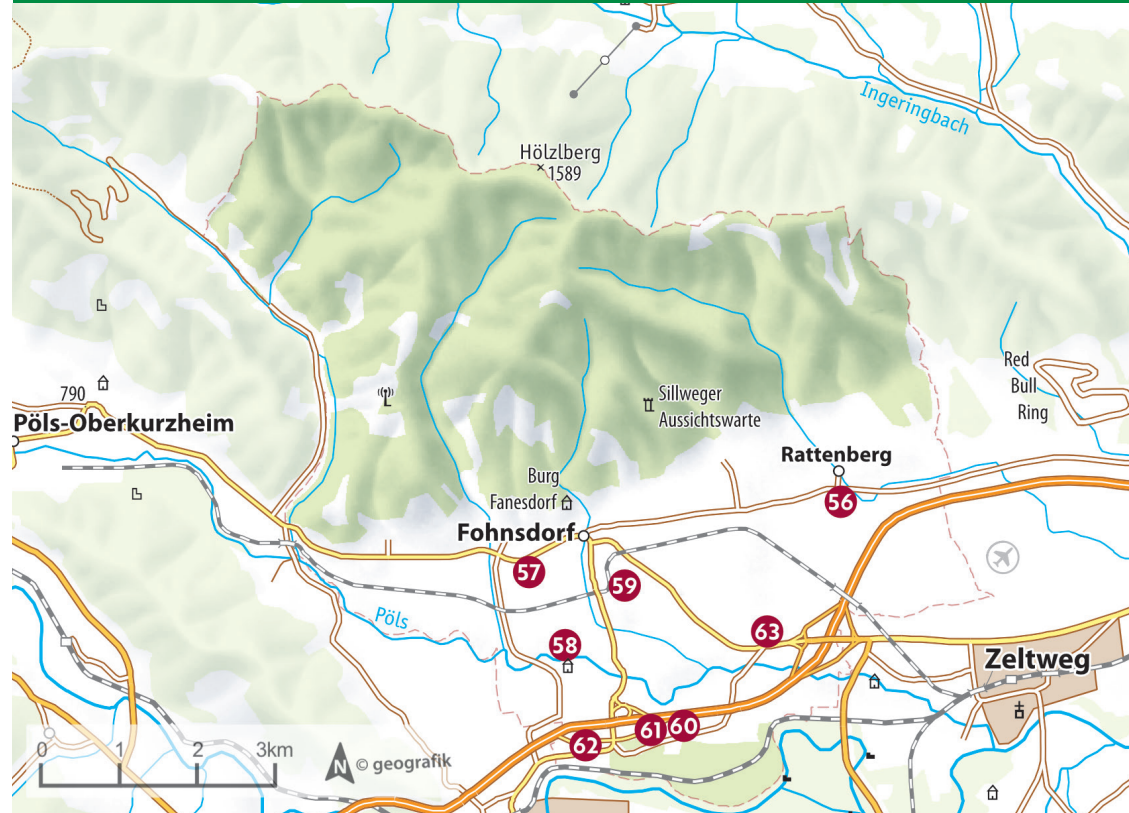 Ingeringbach
Hölzlberg
1589
Red
Bull
Ring
790
Sillweger
Aussichtswarte
Pöls-Oberkurzheim
Rattenberg
Burg
Fanesdorf
56
Fohnsdorf
57
59
Pöls
63
58
Zeltweg
60
61
62
0 1 2 3km
N © geografik